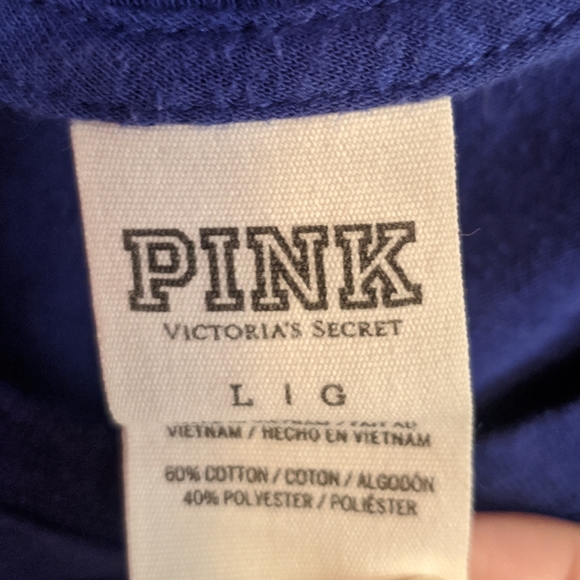 PINK
VICTORIA'S SECRET
L | G
VIETNAM / HECHO EN VIETNAM
60% COTTON / COTON / ALGODÓN
40% POLYESTER / POLIÉSTER